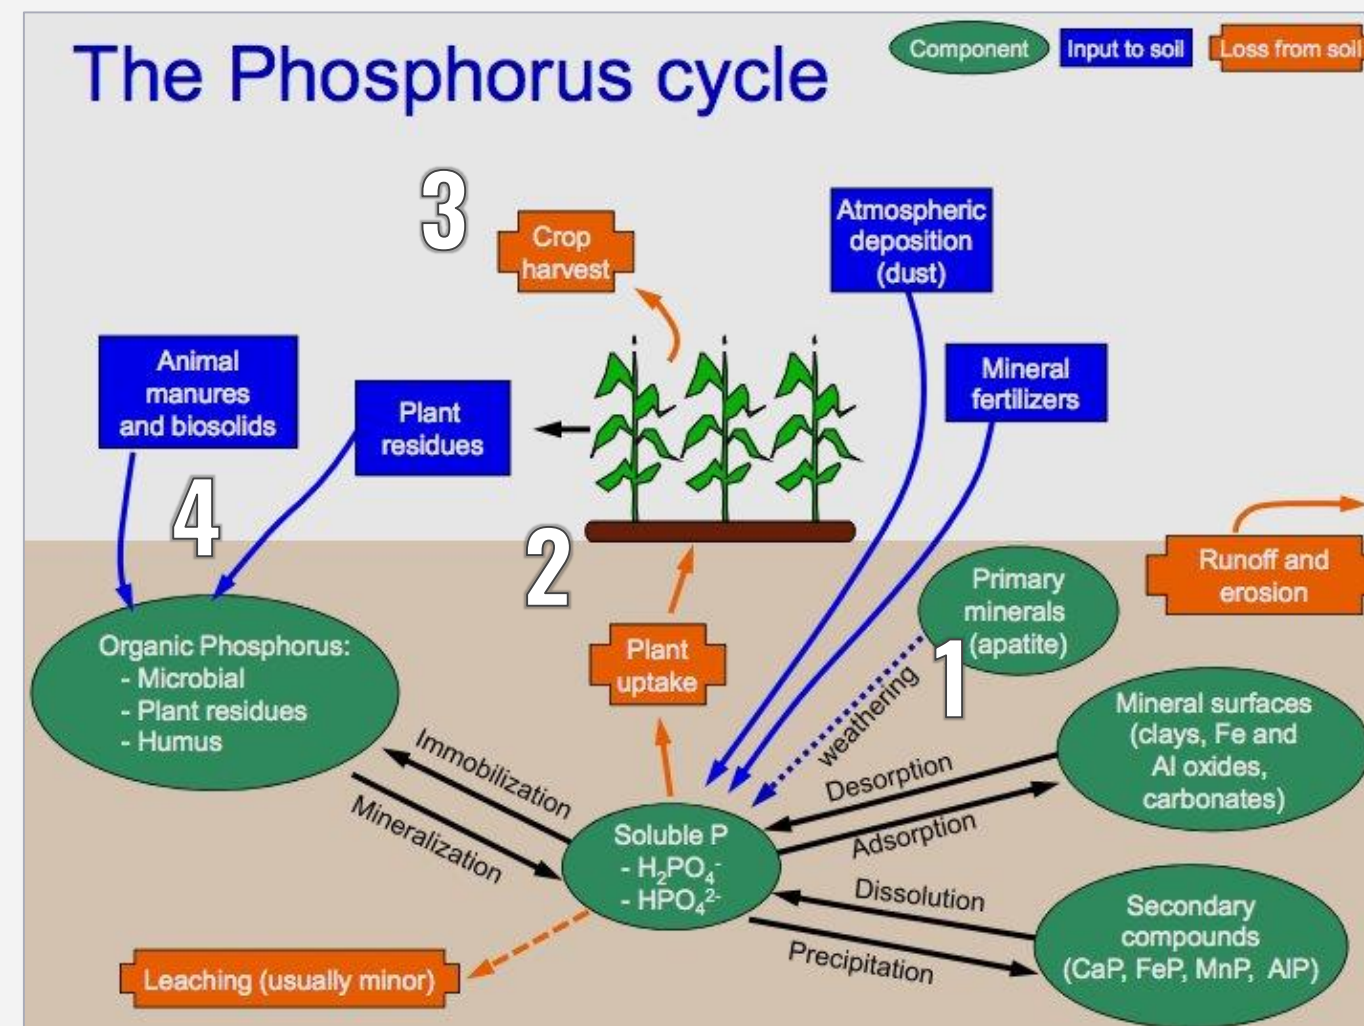 The Phosphorus cycle
Component
Input to soil
Loss from soil
3
Crop
harvest
Atmospheric
deposition
(dust)
Animal
manures
and biosolids
Plant
residues
Mineral
fertilizers
4
2
Runoff and
erosion
Primary
minerals
(apatite)
1
weathering
Plant
uptake
Organic Phosphorus:
- Microbial
- Plant residues
- Humus
Mineral surfaces
(clays, Fe and
Al oxides,
carbonates)
Immobilization
Mineralization
Desorption
Adsorption
Soluble P
- H₂PO₄⁻
- HPO₄²⁻
Dissolution
Precipitation
Secondary
compounds
(CaP, FeP, MnP, AlP)
Leaching (usually minor)